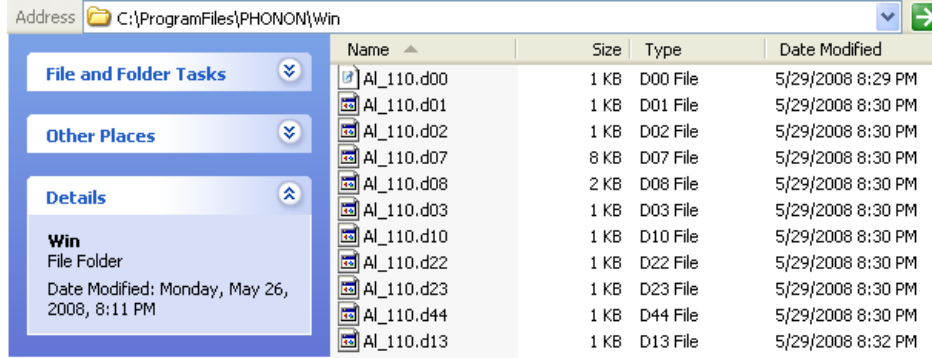 Address C:\ProgramFiles\PHONON\Win
File and Folder Tasks
Other Places
Details
Win
File Folder
Date Modified: Monday, May 26,
2008, 8:11 PM
Name Size Type Date Modified
Al_110.d00 1 KB D00 File 5/29/2008 8:29 PM
Al_110.d01 1 KB D01 File 5/29/2008 8:30 PM
Al_110.d02 1 KB D02 File 5/29/2008 8:30 PM
Al_110.d07 8 KB D07 File 5/29/2008 8:30 PM
Al_110.d08 2 KB D08 File 5/29/2008 8:30 PM
Al_110.d03 1 KB D03 File 5/29/2008 8:30 PM
Al_110.d10 1 KB D10 File 5/29/2008 8:30 PM
Al_110.d22 1 KB D22 File 5/29/2008 8:30 PM
Al_110.d23 1 KB D23 File 5/29/2008 8:30 PM
Al_110.d44 1 KB D44 File 5/29/2008 8:30 PM
Al_110.d13 1 KB D13 File 5/29/2008 8:32 PM